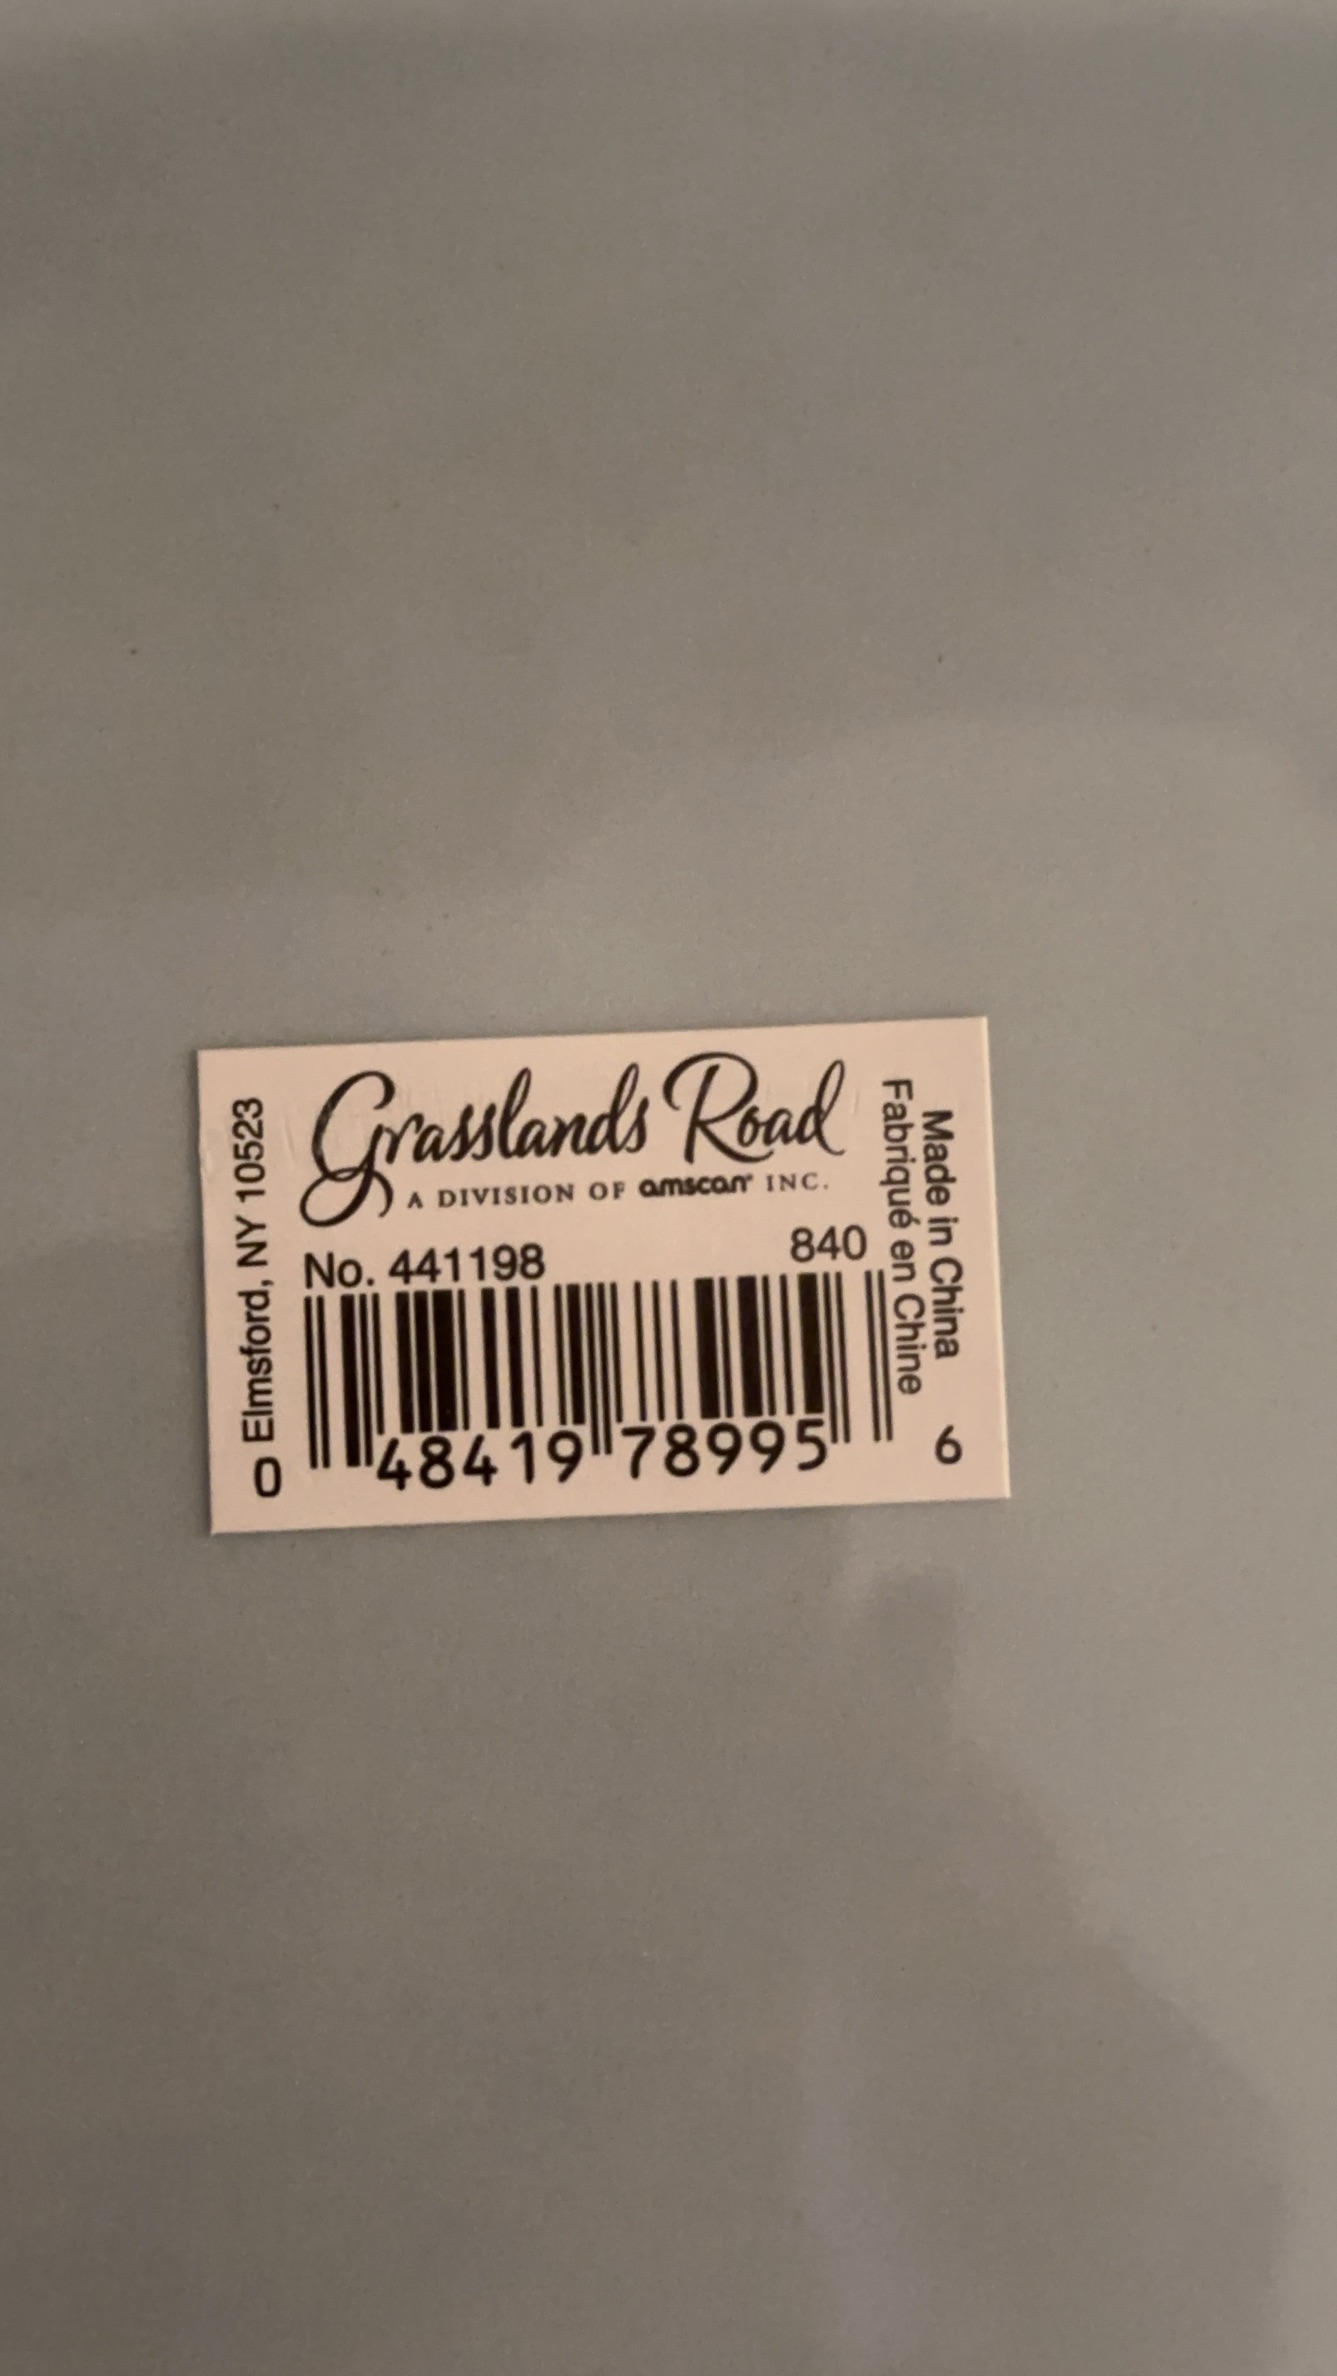 Grasslands Road
A DIVISION OF amscan® INC.
No. 441198 840
0 48419 78995 6
Elmsford, NY 10523
Made in China
Fabriqué en Chine